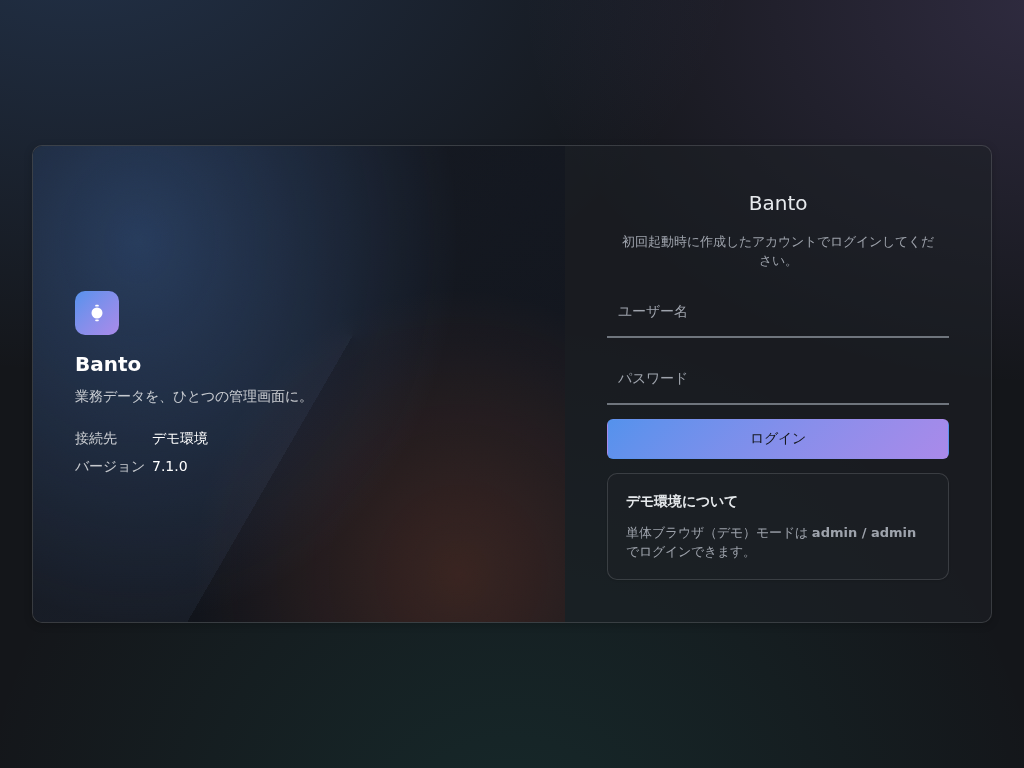 Banto
業務データを、ひとつの管理画面に。
接続先 デモ環境
バージョン 7.1.0
Banto
初回起動時に作成したアカウントでログインしてくだ
さい。
ユーザー名
パスワード
ログイン
デモ環境について
単体ブラウザ（デモ）モードは admin / admin
でログインできます。